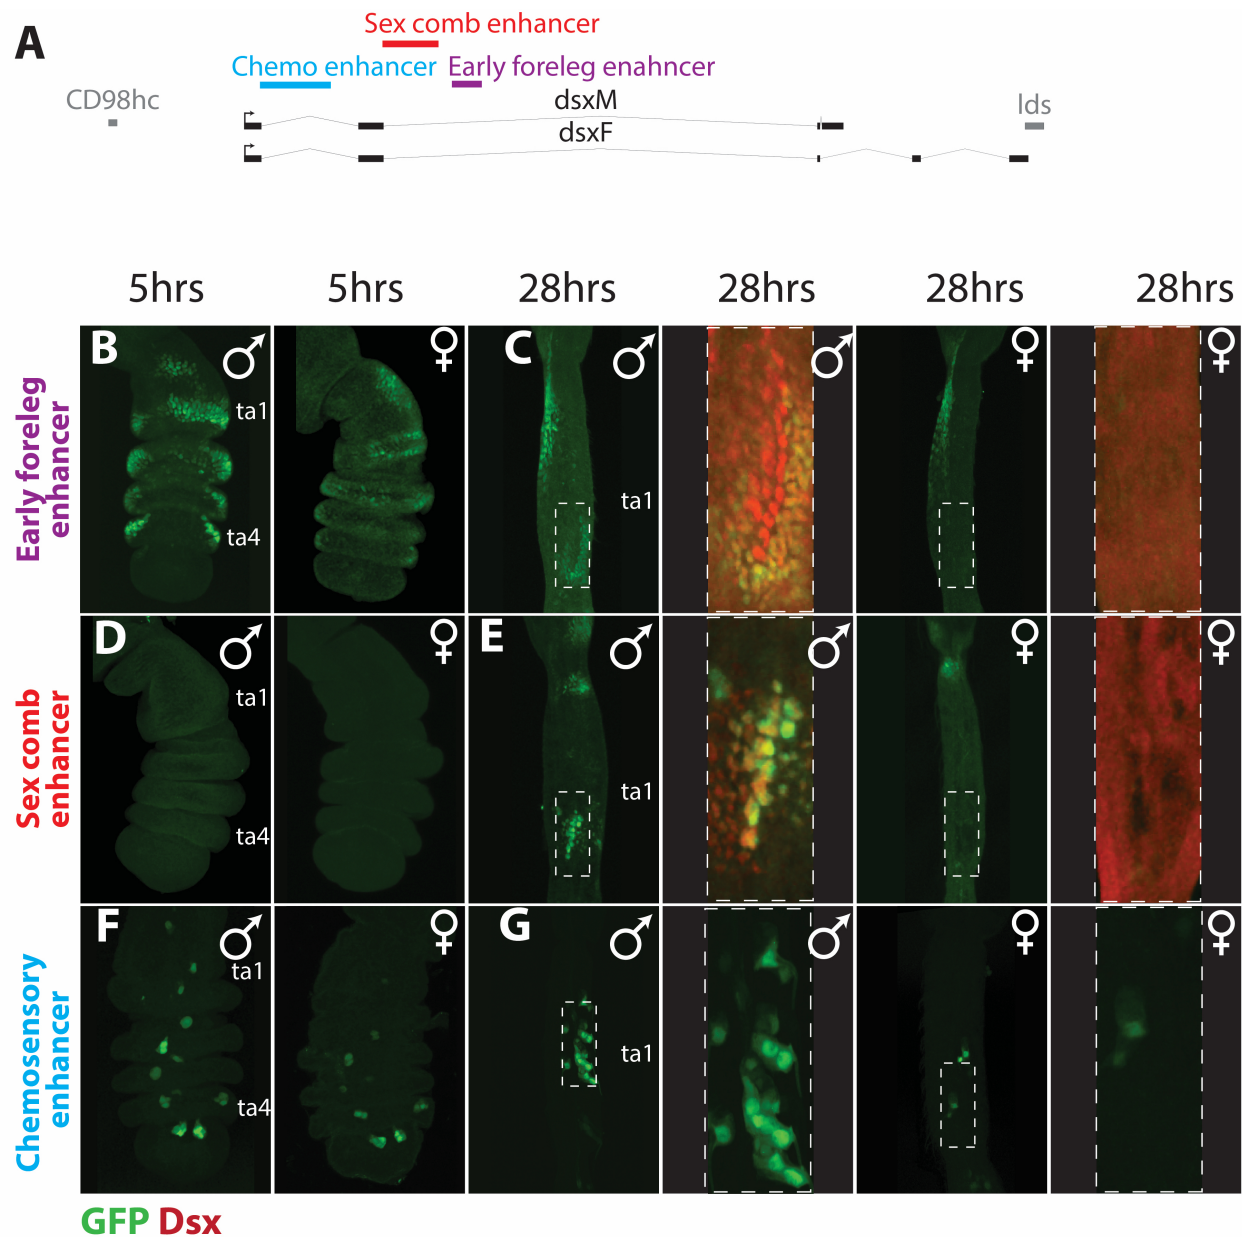 A
Sex comb enhancer
Chemo enhancer
Early foreleg enahncer
CD98hc
dsxM
lds
dsxF
5hrs
5hrs
28hrs
28hrs
28hrs
28hrs
Early foreleg
enhancer
B
♂
ta1
ta4
♀
C
♂
ta1
♂
♀
♀
Sex comb
enhancer
D
♂
ta1
ta4
♀
E
♂
ta1
♂
♀
♀
Chemosensory
enhancer
F
♂
ta1
ta4
♀
G
♂
ta1
♂
♀
♀
GFP Dsx